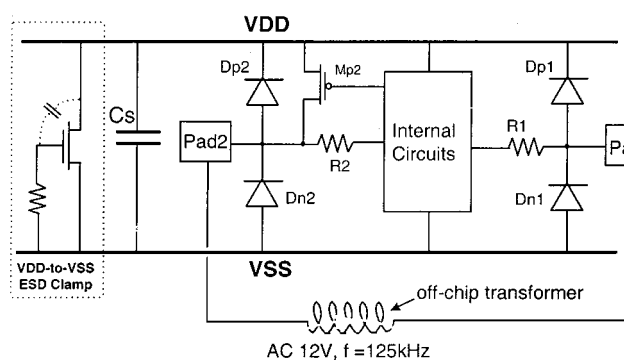 VDD
Dp2
Mp2
Dp1
Cs
Pad2
R2
Internal
Circuits
R1
Pa
Dn2
Dn1
VDD-to-VSS
ESD Clamp
VSS
off-chip transformer
AC 12V, f =125kHz